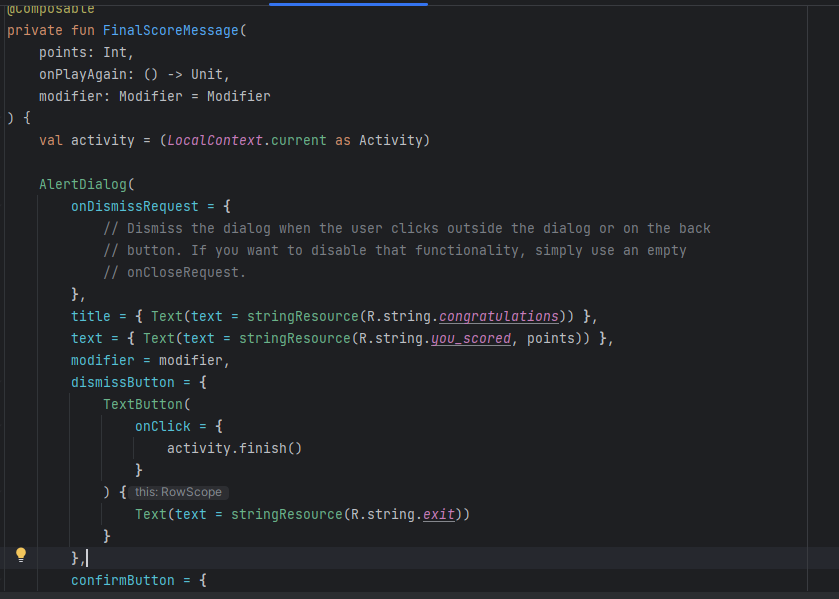 @Composable
private fun FinalScoreMessage(
    points: Int,
    onPlayAgain: () -> Unit,
    modifier: Modifier = Modifier
) {
    val activity = (LocalContext.current as Activity)

    AlertDialog(
        onDismissRequest = {
            // Dismiss the dialog when the user clicks outside the dialog or on the back
            // button. If you want to disable that functionality, simply use an empty
            // onCloseRequest.
        },
        title = { Text(text = stringResource(R.string.congratulations)) },
        text = { Text(text = stringResource(R.string.you_scored, points)) },
        modifier = modifier,
        dismissButton = {
            TextButton(
                onClick = {
                    activity.finish()
                }
            ) { this: RowScope
                Text(text = stringResource(R.string.exit))
            }
        },
        confirmButton = {